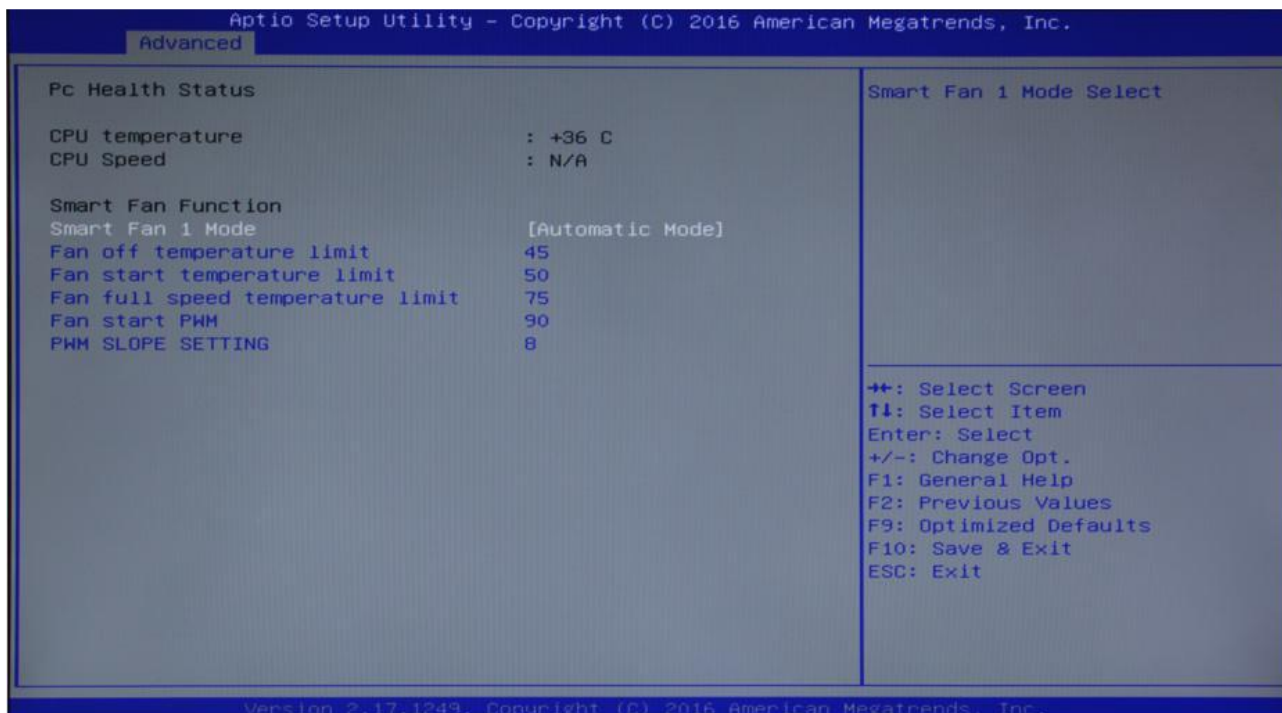 Aptio Setup Utility – Copyright (C) 2016 American Megatrends, Inc.
Advanced
Pc Health Status
CPU temperature : +36 C
CPU Speed : N/A
Smart Fan Function
Smart Fan 1 Mode [Automatic Mode]
Fan off temperature limit 45
Fan start temperature limit 50
Fan full speed temperature limit 75
Fan start PWM 90
PWM SLOPE SETTING 8
Smart Fan 1 Mode Select
→←: Select Screen
↑↓: Select Item
Enter: Select
+/-: Change Opt.
F1: General Help
F2: Previous Values
F9: Optimized Defaults
F10: Save & Exit
ESC: Exit
Version 2.17.1249. Copyright (C) 2016 American Megatrends, Inc.